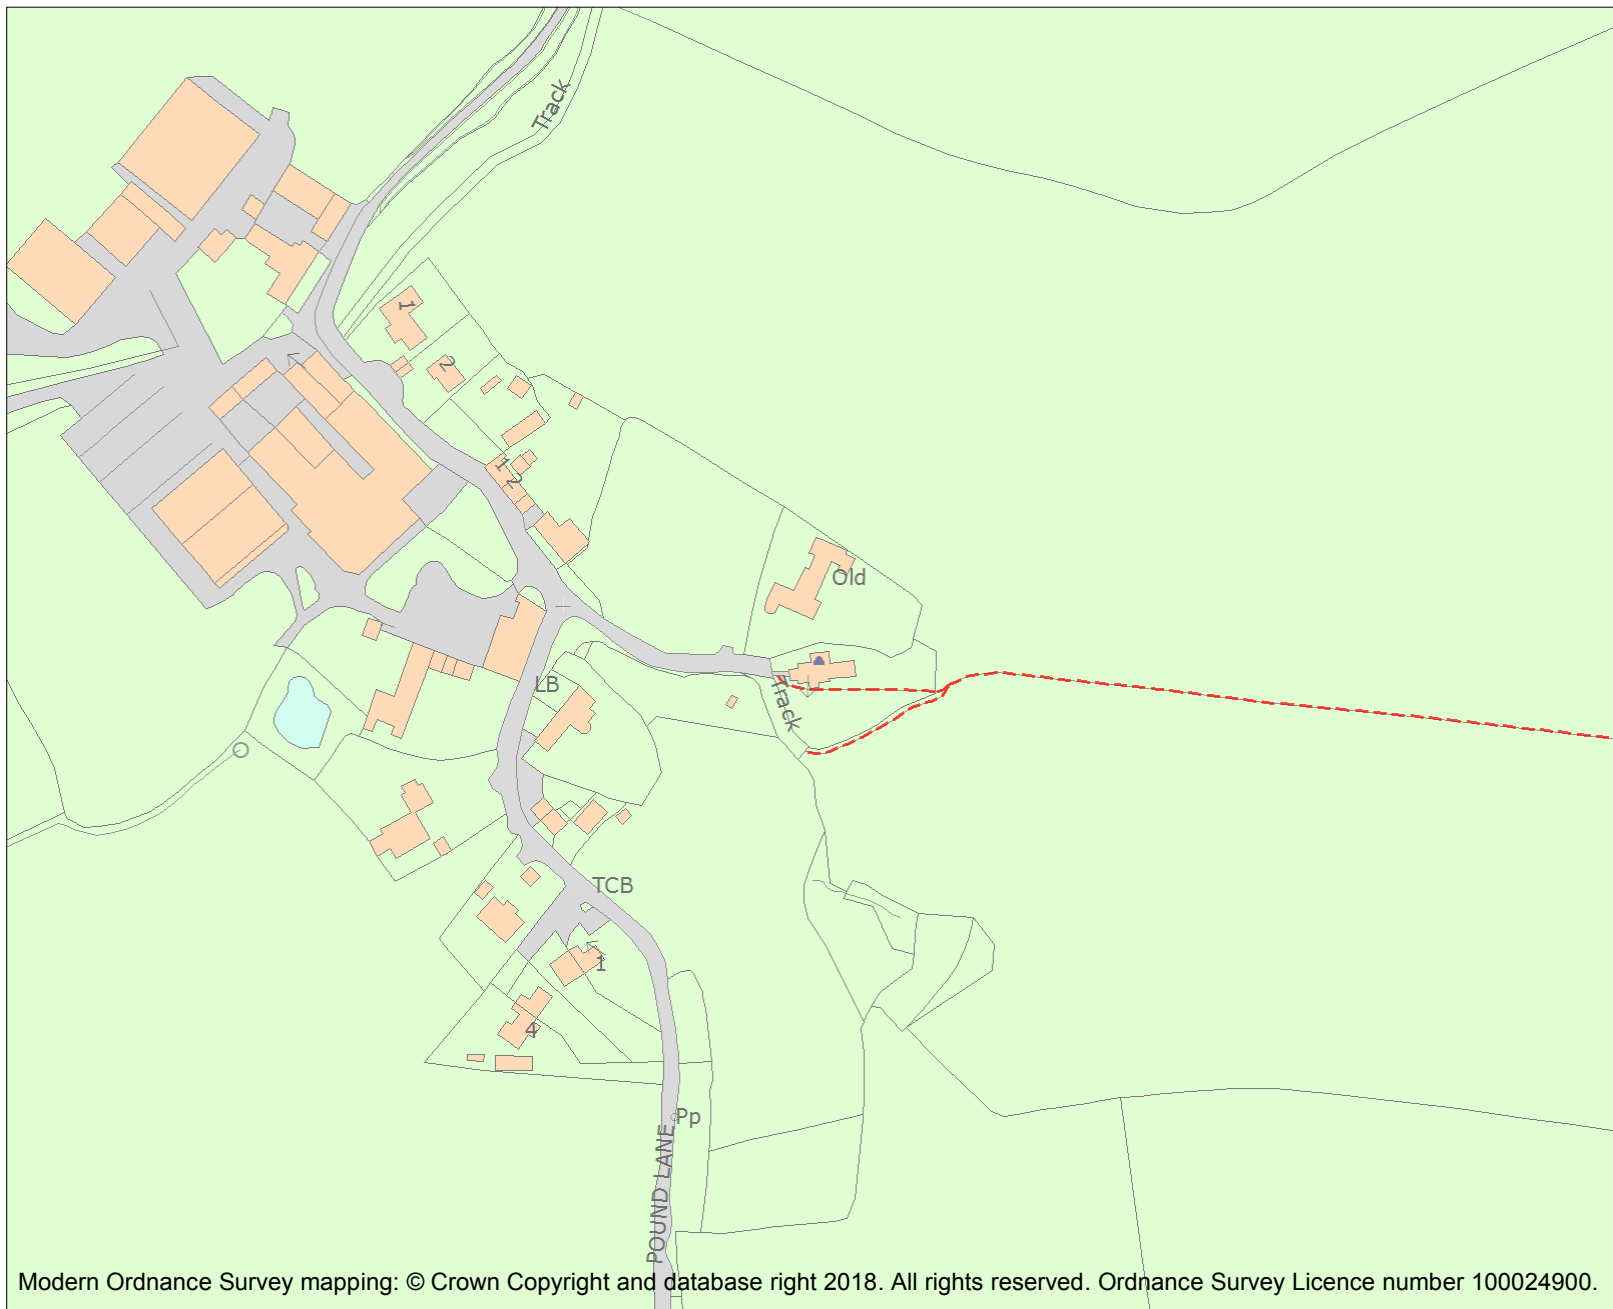 Track
1
2
1
2
Old
LB
Track
TCB
1
4
Pp
POUND LANE
Modern Ordnance Survey mapping: © Crown Copyright and database right 2018. All rights reserved. Ordnance Survey Licence number 100024900.